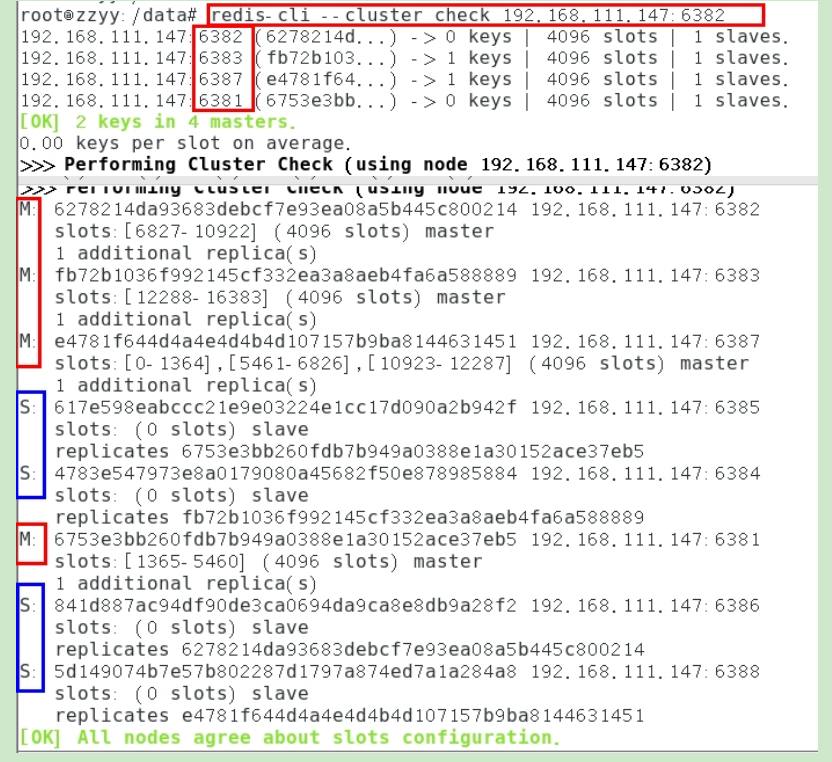 root@zzyy:/data# redis-cli --cluster check 192.168.111.147:6382
192.168.111.147:6382 (6278214d...) -> 0 keys | 4096 slots | 1 slaves.
192.168.111.147:6383 (fb72b103...) -> 1 keys | 4096 slots | 1 slaves.
192.168.111.147:6387 (e4781f64...) -> 1 keys | 4096 slots | 1 slaves.
192.168.111.147:6381 (6753e3bb...) -> 0 keys | 4096 slots | 1 slaves.
[OK] 2 keys in 4 masters.
0.00 keys per slot on average.
>>> Performing Cluster Check (using node 192.168.111.147:6382)
>>> Performing Cluster Check (using node 192.168.111.147:6382)
M: 6278214da93683debcf7e93ea08a5b445c800214 192.168.111.147:6382
slots:[6827-10922] (4096 slots) master
1 additional replica(s)
M: fb72b1036f992145cf332ea3a8aeb4fa6a588889 192.168.111.147:6383
slots:[12288-16383] (4096 slots) master
1 additional replica(s)
M: e4781f644d4a4e4d4b4d107157b9ba8144631451 192.168.111.147:6387
slots:[0-1364],[5461-6826],[10923-12287] (4096 slots) master
1 additional replica(s)
S: 617e598eabccc21e9e03224e1cc17d090a2b942f 192.168.111.147:6385
slots: (0 slots) slave
replicates 6753e3bb260fdb7b949a0388e1a30152ace37eb5
S: 4783e547973e8a0179080a45682f50e878985884 192.168.111.147:6384
slots: (0 slots) slave
replicates fb72b1036f992145cf332ea3a8aeb4fa6a588889
M: 6753e3bb260fdb7b949a0388e1a30152ace37eb5 192.168.111.147:6381
slots:[1365-5460] (4096 slots) master
1 additional replica(s)
S: 841d887ac94df90de3ca0694da9ca8e8db9a28f2 192.168.111.147:6386
slots: (0 slots) slave
replicates 6278214da93683debcf7e93ea08a5b445c800214
S: 5d149074b7e57b802287d1797a874ed7a1a284a8 192.168.111.147:6388
slots: (0 slots) slave
replicates e4781f644d4a4e4d4b4d107157b9ba8144631451
[OK] All nodes agree about slots configuration.